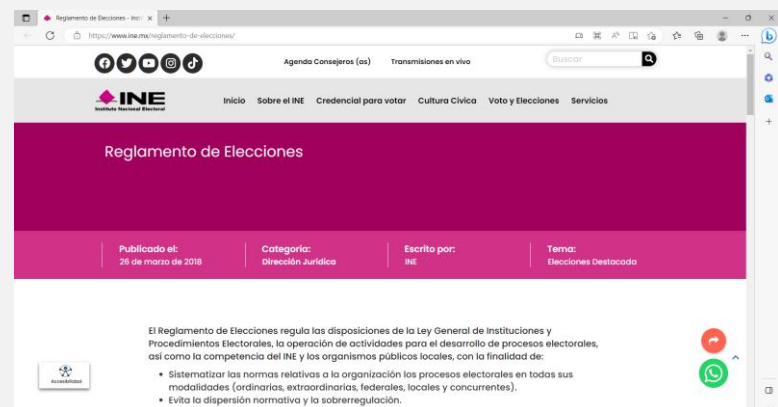 Reglamento de Elecciones - Inst
https://www.ine.mx/reglamento-de-elecciones/
Agenda Consejeros (as) Transmisiones en vivo Buscar
INE
Instituto Nacional Electoral
Inicio Sobre el INE Credencial para votar Cultura Cívica Voto y Elecciones Servicios
Reglamento de Elecciones
Publicado el: Categoría: Escrito por: Tema:
26 de marzo de 2018 Dirección Jurídica INE Elecciones Destacada
El Reglamento de Elecciones regula las disposiciones de la Ley General de Instituciones y
Procedimientos Electorales, la operación de actividades para el desarrollo de procesos electorales,
así como la competencia del INE y los organismos públicos locales, con la finalidad de:
• Sistematizar las normas relativas a la organización los procesos electorales en todas sus
modalidades (ordinarias, extraordinarias, federales, locales y concurrentes).
• Evita la dispersión normativa y la sobrerregulación.
Accesibilidad